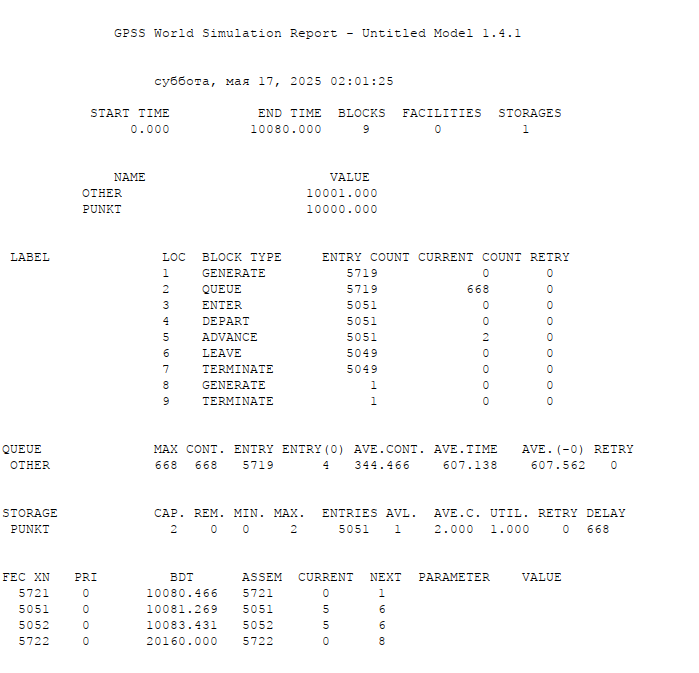 GPSS World Simulation Report - Untitled Model 1.4.1
суббота, мая 17, 2025 02:01:25
START TIME END TIME BLOCKS FACILITIES STORAGES
0.000 10080.000 9 0 1
NAME VALUE
OTHER 10001.000
PUNKT 10000.000
LABEL LOC BLOCK TYPE ENTRY COUNT CURRENT COUNT RETRY
1 GENERATE 5719 0 0
2 QUEUE 5719 668 0
3 ENTER 5051 0 0
4 DEPART 5051 0 0
5 ADVANCE 5051 2 0
6 LEAVE 5049 0 0
7 TERMINATE 5049 0 0
8 GENERATE 1 0 0
9 TERMINATE 1 0 0
QUEUE MAX CONT. ENTRY ENTRY(0) AVE.CONT. AVE.TIME AVE.(-0) RETRY
OTHER 668 668 5719 4 344.466 607.138 607.562 0
STORAGE CAP. REM. MIN. MAX. ENTRIES AVL. AVE.C. UTIL. RETRY DELAY
PUNKT 2 0 0 2 5051 1 2.000 1.000 0 668
FEC XN PRI BDT ASSEM CURRENT NEXT PARAMETER VALUE
5721 0 10080.466 5721 0 1
5051 0 10081.269 5051 5 6
5052 0 10083.431 5052 5 6
5722 0 20160.000 5722 0 8